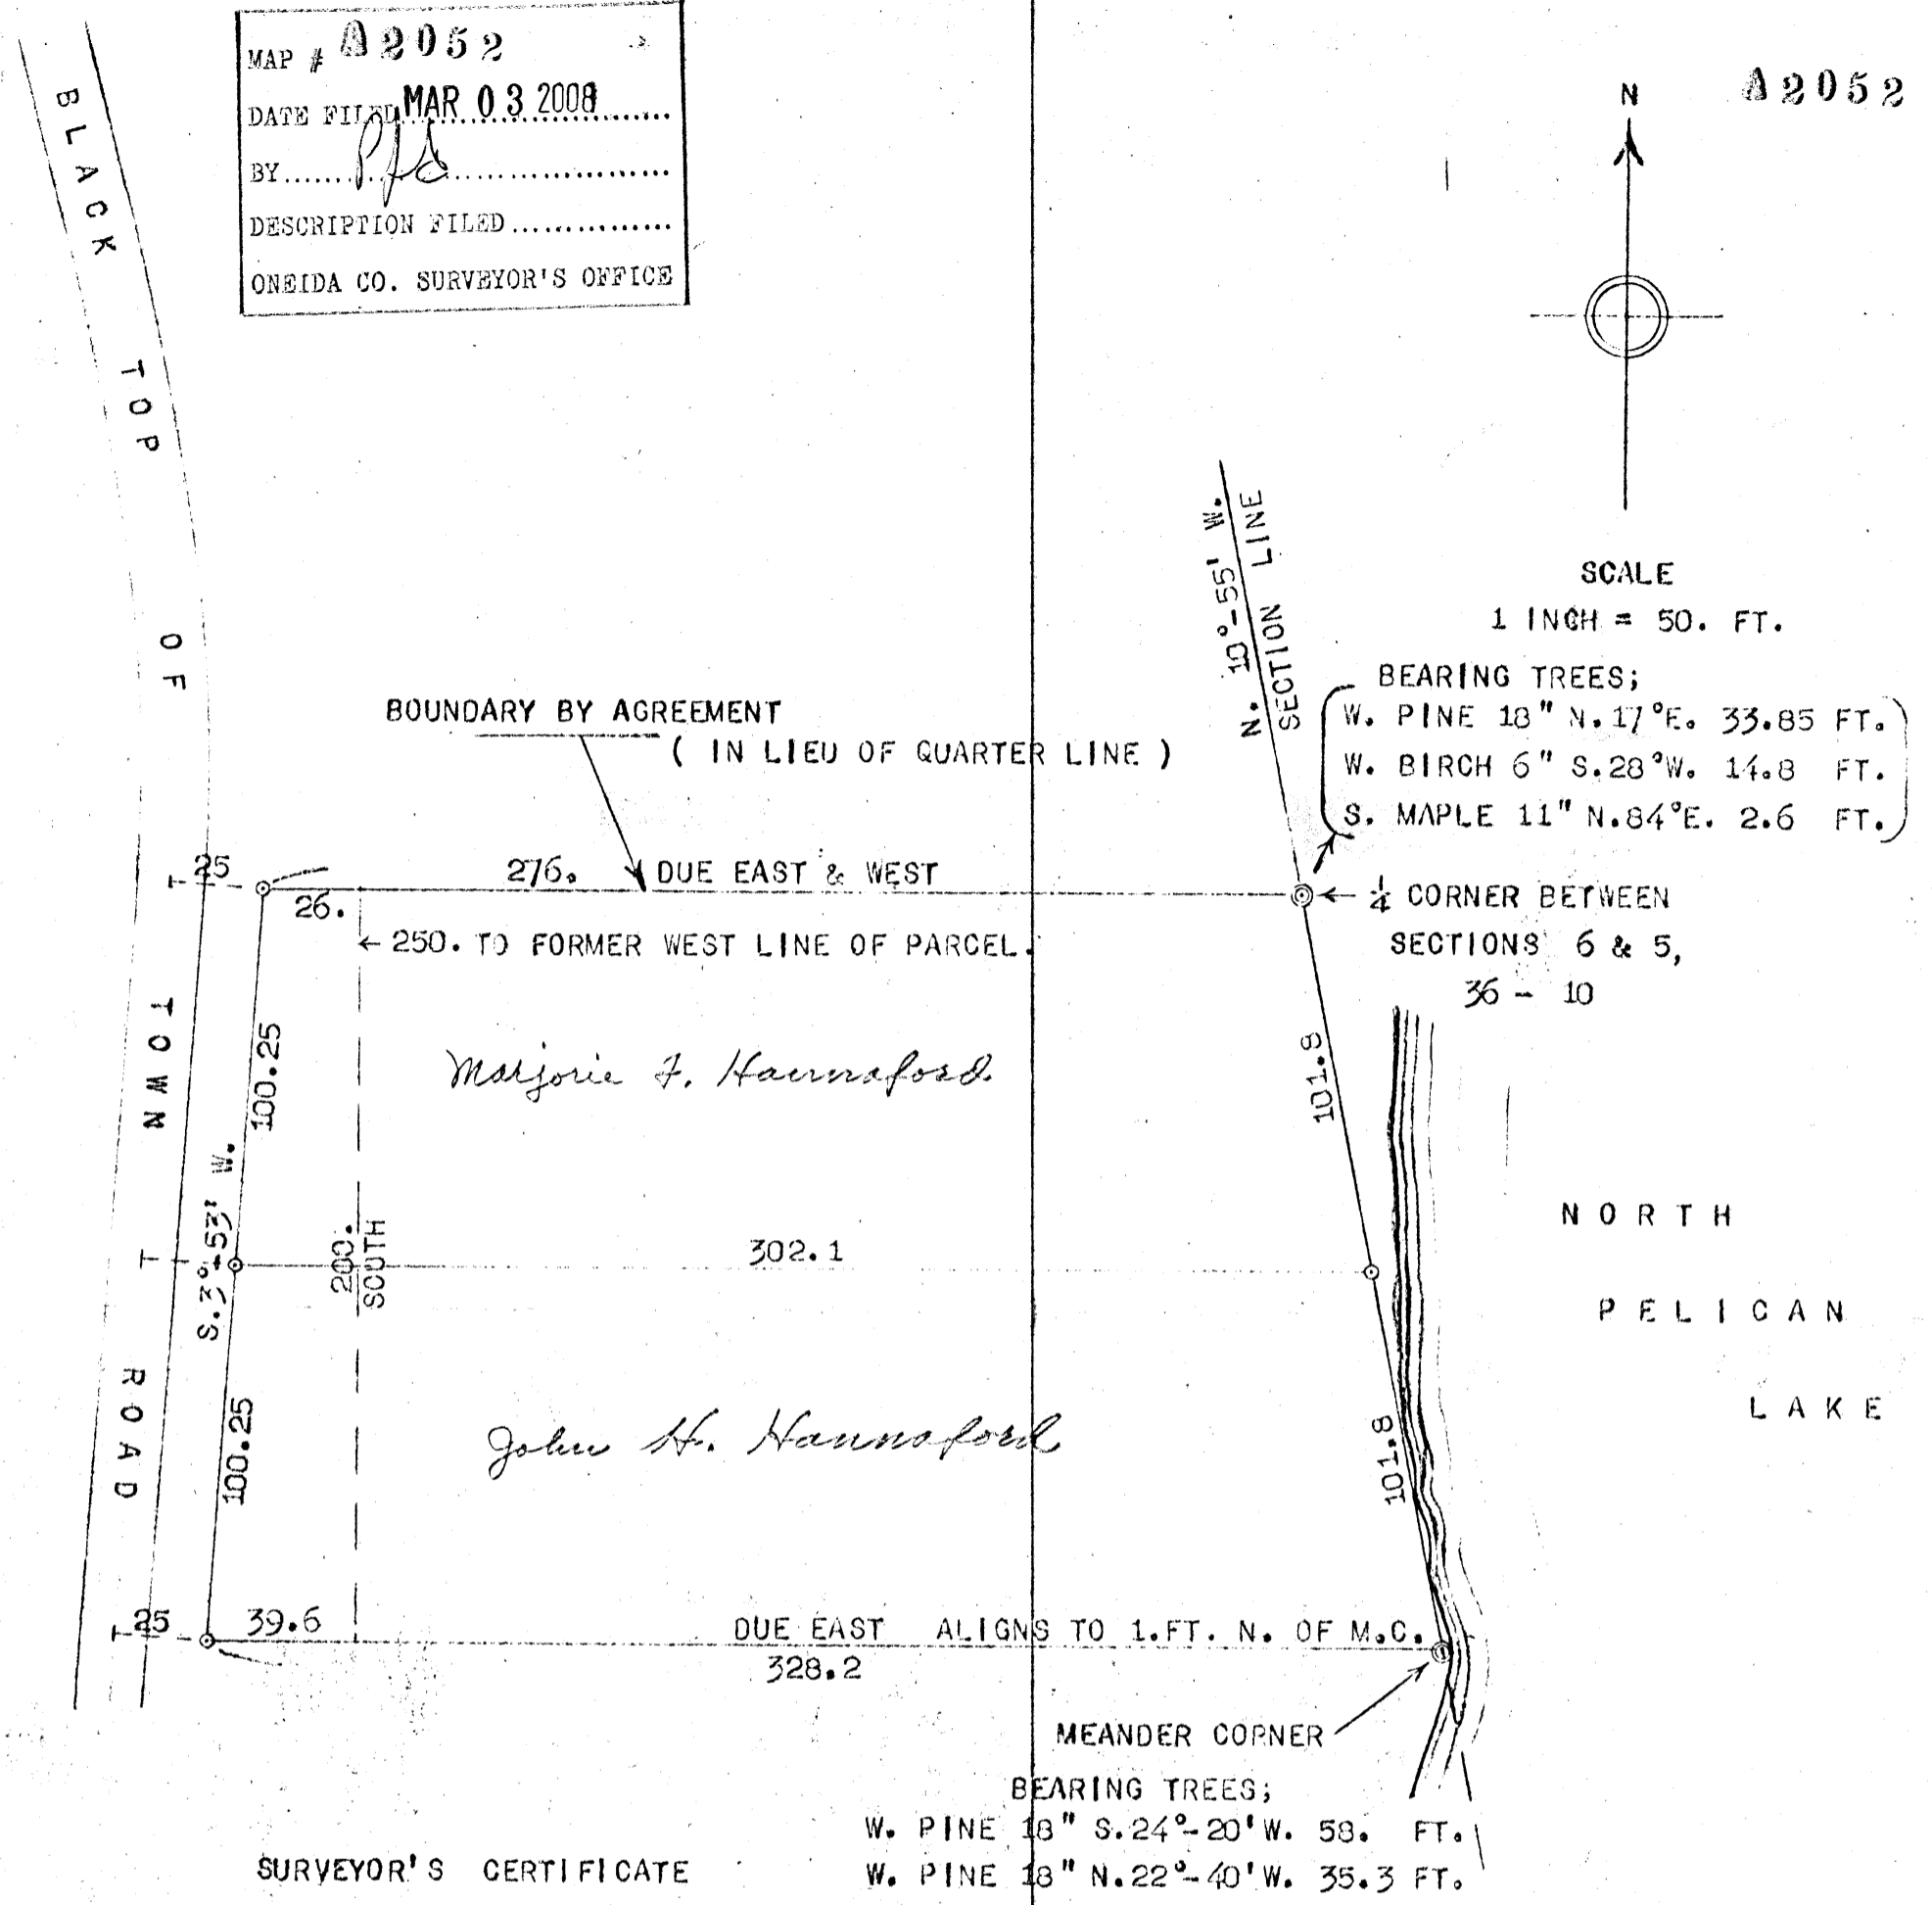 MAP # A2052
DATE FILED MAR 03 2008
BY
DESCRIPTION FILED
ONEIDA CO. SURVEYOR'S OFFICE
A2052
N
BLACK TOP OF TOWN ROAD
SCALE
1 INCH = 50. FT.
N. 10°-55' W.
SECTION LINE
BEARING TREES;
W. PINE 18" N.17°E. 33.85 FT.
W. BIRCH 6" S.28°W. 14.8 FT.
S. MAPLE 11" N.84°E. 2.6 FT.
BOUNDARY BY AGREEMENT
( IN LIEU OF QUARTER LINE )
25
26.
276.
DUE EAST & WEST
¼ CORNER BETWEEN
SECTIONS 6 & 5,
36 - 10
250. TO FORMER WEST LINE OF PARCEL.
100.25
Marjorie F. Hannaford
101.8
S.3°-53' W.
200.
SOUTH
302.1
NORTH
PELICAN
LAKE
100.25
John H. Hannaford
101.8
25
39.6
DUE EAST ALIGNS TO 1.FT. N. OF M.C.
328.2
MEANDER CORNER
BEARING TREES;
W. PINE 18" S.24°-20'W. 58. FT.
W. PINE 18" N.22°-40'W. 35.3 FT.
SURVEYOR'S CERTIFICATE